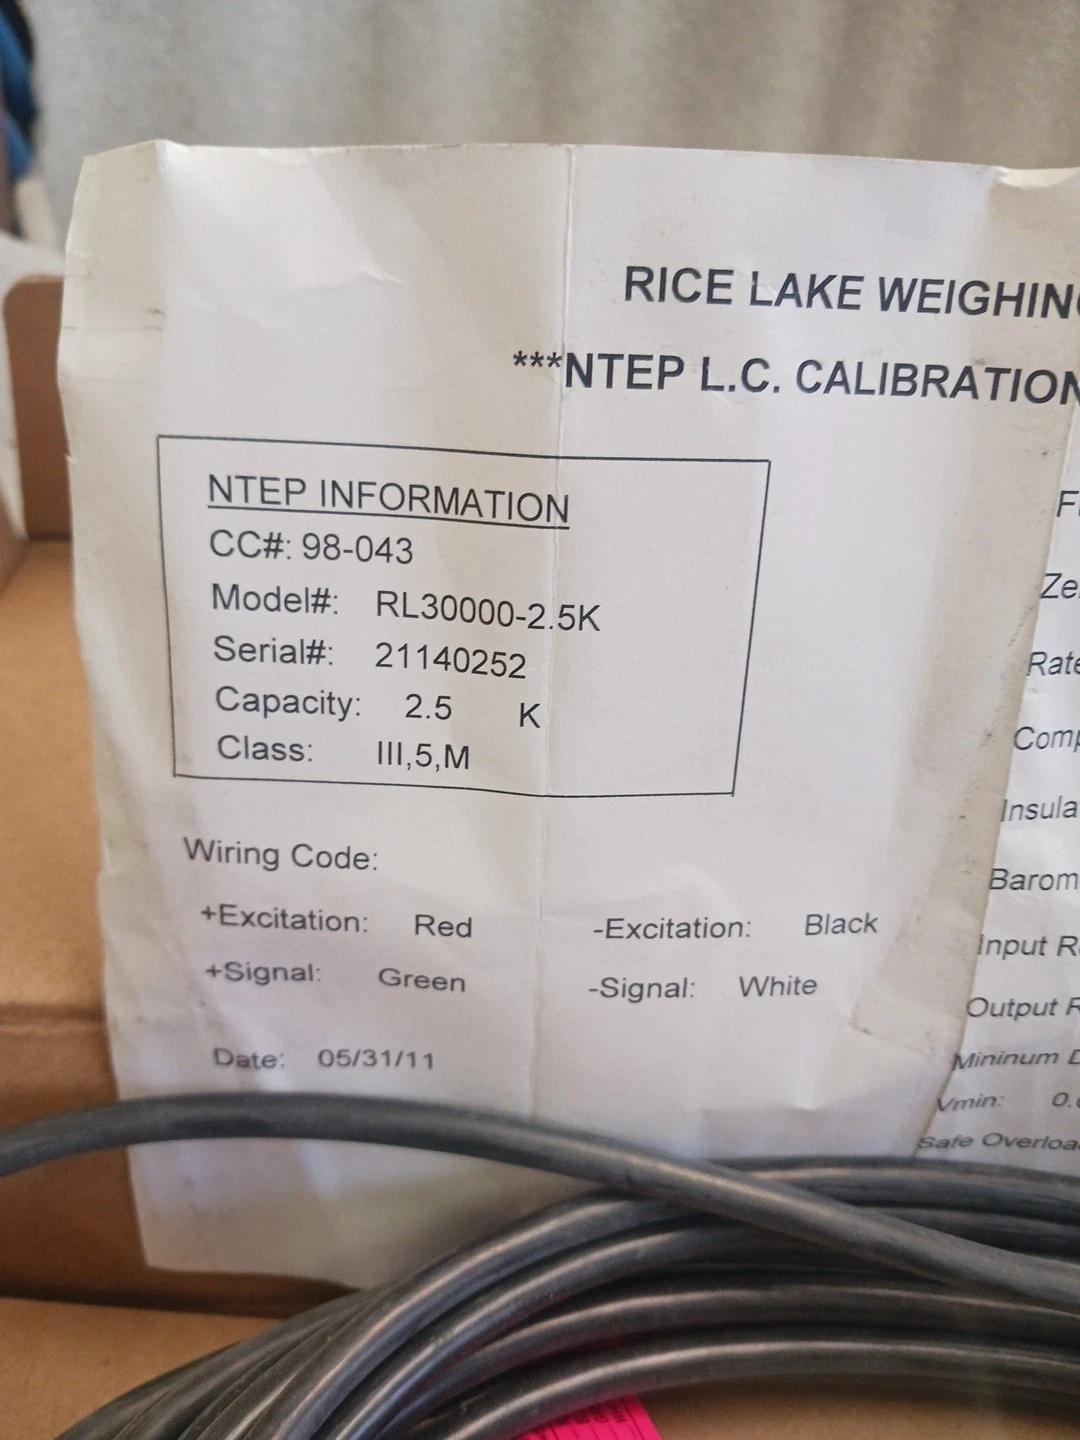 RICE LAKE WEIGHING
***NTEP L.C. CALIBRATION
NTEP INFORMATION
CC#: 98-043
Model#: RL30000-2.5K
Serial#: 21140252
Capacity: 2.5 K
Class: III,5,M
Wiring Code:
+Excitation: Red -Excitation: Black
+Signal: Green -Signal: White
Date: 05/31/11
Ze
Rate
Comp
Insula
Barom
Input R
Output R
Mininum D
Vmin: 0.
Safe Overloa